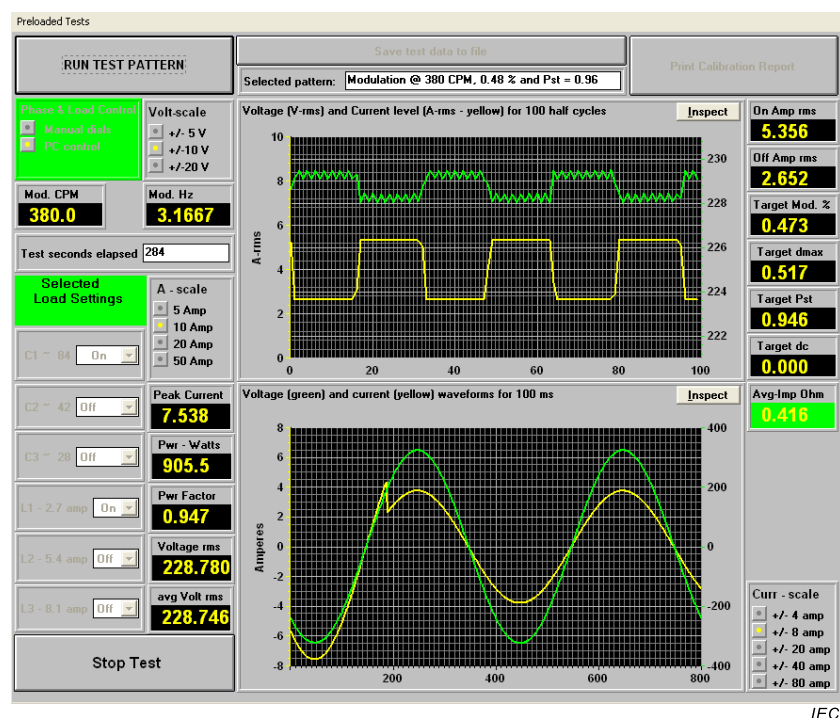 Preloaded Tests
RUN TEST PATTERN
Save test data to file
Selected pattern: Modulation @ 380 CPM, 0.48 % and Pst = 0.96
Print Calibration Report
Phase & Load Control
Manual dials
PC control
Volt-scale
+/- 5 V
+/-10 V
+/-20 V
Mod. CPM
380.0
Mod. Hz
3.1667
Test seconds elapsed 284
Selected
Load Settings
A - scale
5 Amp
10 Amp
20 Amp
50 Amp
C1 ~ 84 On
C2 ~ 42 Off
C3 ~ 28 Off
L1 - 2.7 amp On
L2 - 5.4 amp Off
L3 - 8.1 amp Off
Peak Current
7.538
Pwr - Watts
905.5
Pwr Factor
0.947
Voltage rms
228.780
avg Volt rms
228.746
Stop Test
Voltage (V-rms) and Current level (A-rms - yellow) for 100 half cycles
Inspect
A-rms
10
8
6
4
2
0
230
228
226
224
222
0 20 40 60 80 100
Voltage (green) and current (yellow) waveforms for 100 ms
Inspect
Amperes
8
6
4
2
0
-2
-4
-6
-8
400
200
0
-200
-400
200 400 600 800
On Amp rms
5.356
Off Amp rms
2.652
Target Mod. %
0.473
Target dmax
0.517
Target Pst
0.946
Target dc
0.000
Avg-Imp Ohm
0.416
Curr - scale
+/- 4 amp
+/- 8 amp
+/- 20 amp
+/- 40 amp
+/- 80 amp
IEC